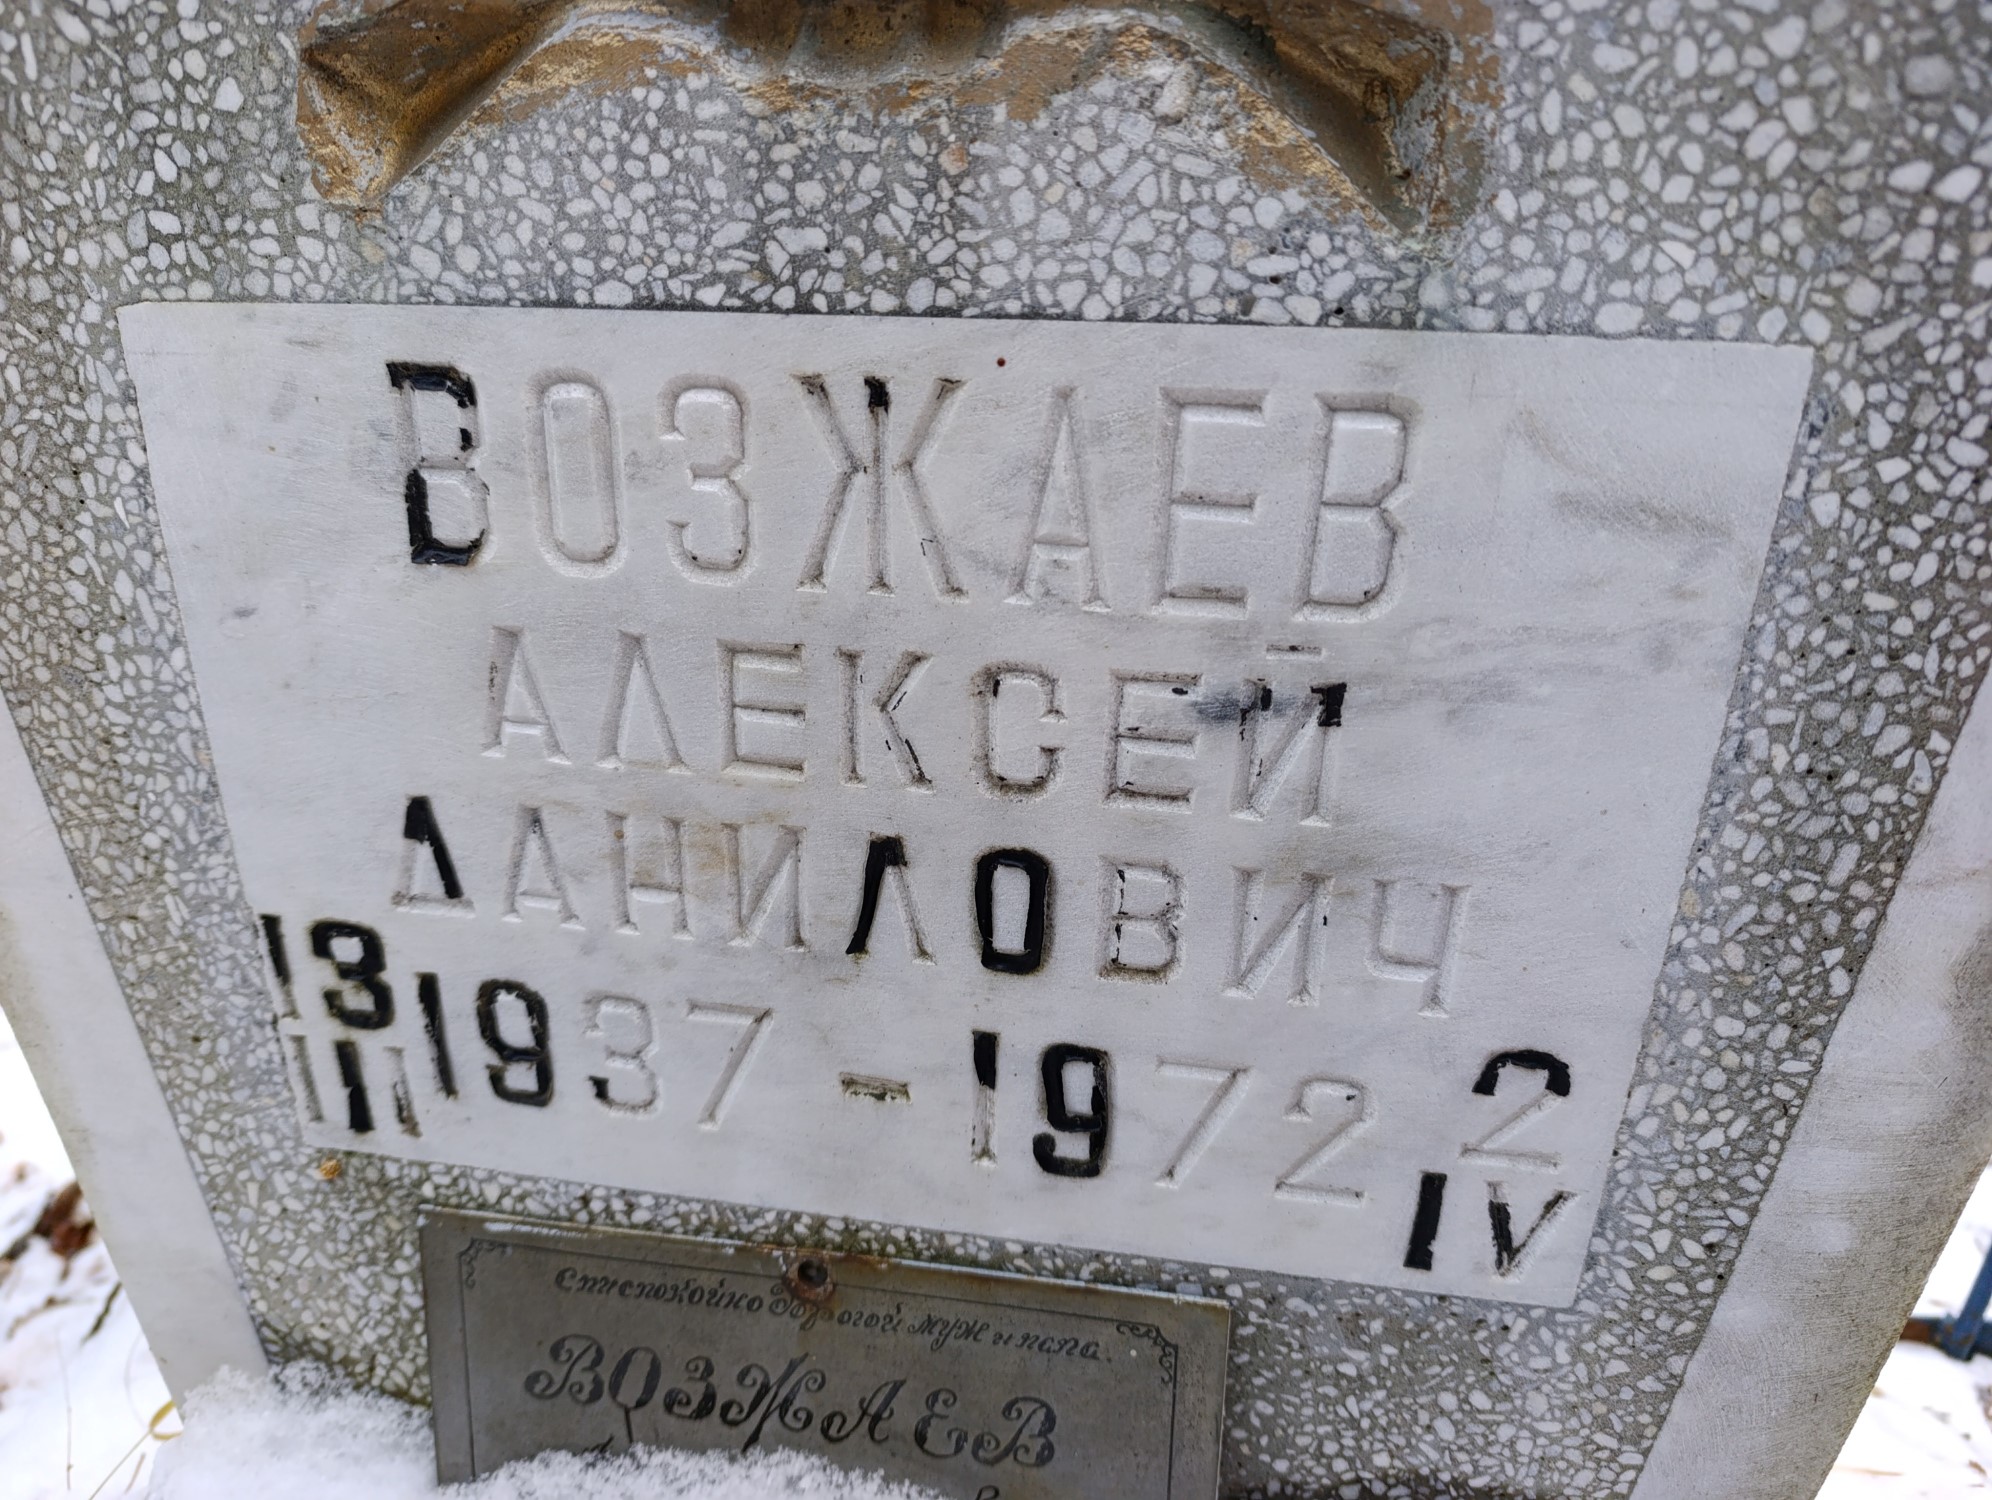 ВОЗЖАЕВ
АЛЕКСЕЙ
ДАНИЛОВИЧ
13 1937 - 1972 2
III IV
Спи спокойно дорогой муж и папа.
ВОЗЖАЕВ